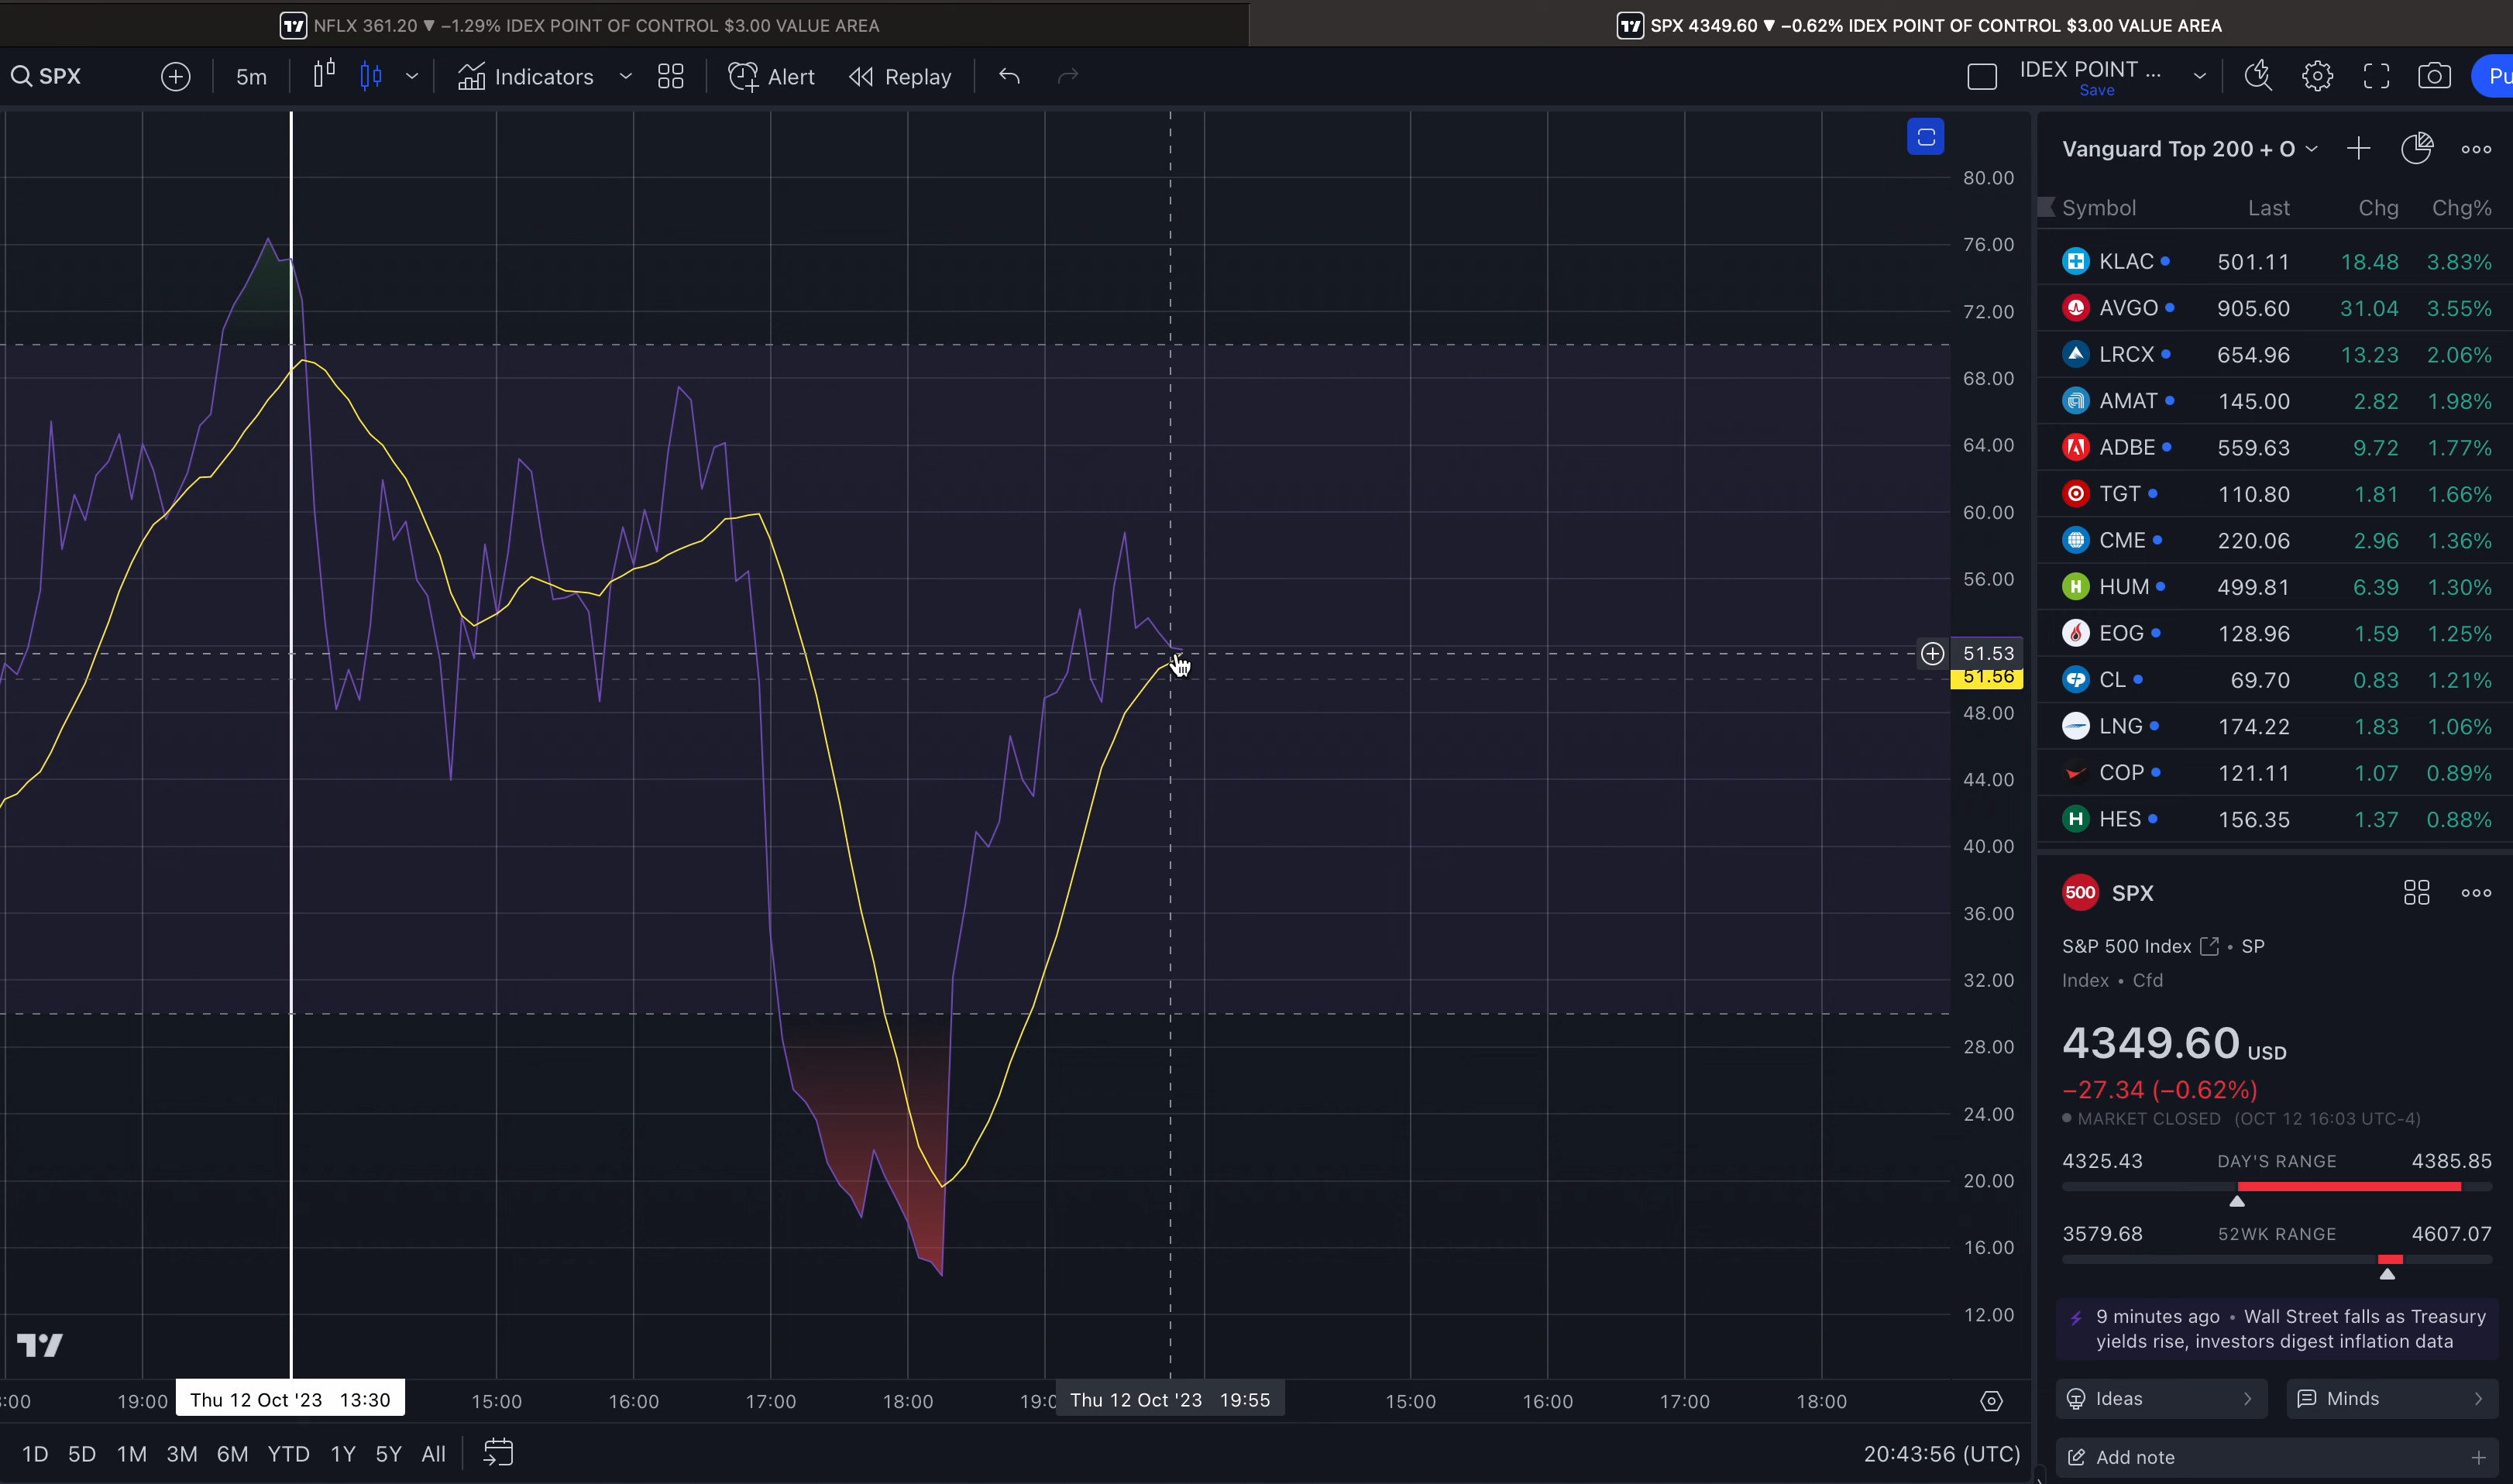 NFLX 361.20 ▼ −1.29% IDEX POINT OF CONTROL $3.00 VALUE AREA
SPX 4349.60 ▼ −0.62% IDEX POINT OF CONTROL $3.00 VALUE AREA
SPX
5m
Indicators
Alert
Replay
IDEX POINT ...
Save
Pu
80.00
76.00
72.00
68.00
64.00
60.00
56.00
51.53
51.56
48.00
44.00
40.00
36.00
32.00
28.00
24.00
20.00
16.00
12.00
:00 19:00 Thu 12 Oct '23 13:30 15:00 16:00 17:00 18:00 19:0 Thu 12 Oct '23 19:55 15:00 16:00 17:00 18:00
1D 5D 1M 3M 6M YTD 1Y 5Y All
20:43:56 (UTC)
Vanguard Top 200 + O
Symbol Last Chg Chg%
KLAC 501.11 18.48 3.83%
AVGO 905.60 31.04 3.55%
LRCX 654.96 13.23 2.06%
AMAT 145.00 2.82 1.98%
ADBE 559.63 9.72 1.77%
TGT 110.80 1.81 1.66%
CME 220.06 2.96 1.36%
H HUM 499.81 6.39 1.30%
EOG 128.96 1.59 1.25%
CL 69.70 0.83 1.21%
LNG 174.22 1.83 1.06%
COP 121.11 1.07 0.89%
H HES 156.35 1.37 0.88%
500 SPX
S&P 500 Index • SP
Index • Cfd
4349.60 USD
−27.34 (−0.62%)
MARKET CLOSED (OCT 12 16:03 UTC-4)
4325.43 DAY'S RANGE 4385.85
3579.68 52WK RANGE 4607.07
9 minutes ago • Wall Street falls as Treasury
yields rise, investors digest inflation data
Ideas
Minds
Add note